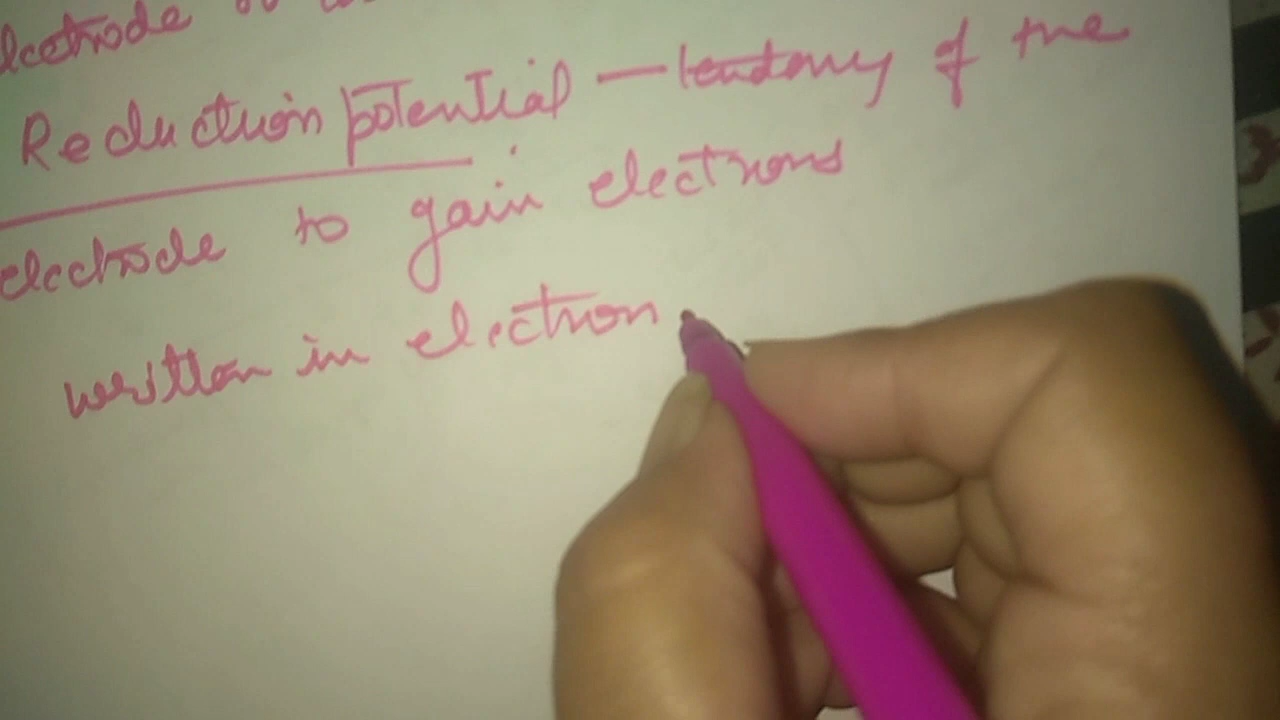 electrode
Reduction potential — tendency of the
electrode to gain electrons
written in electron